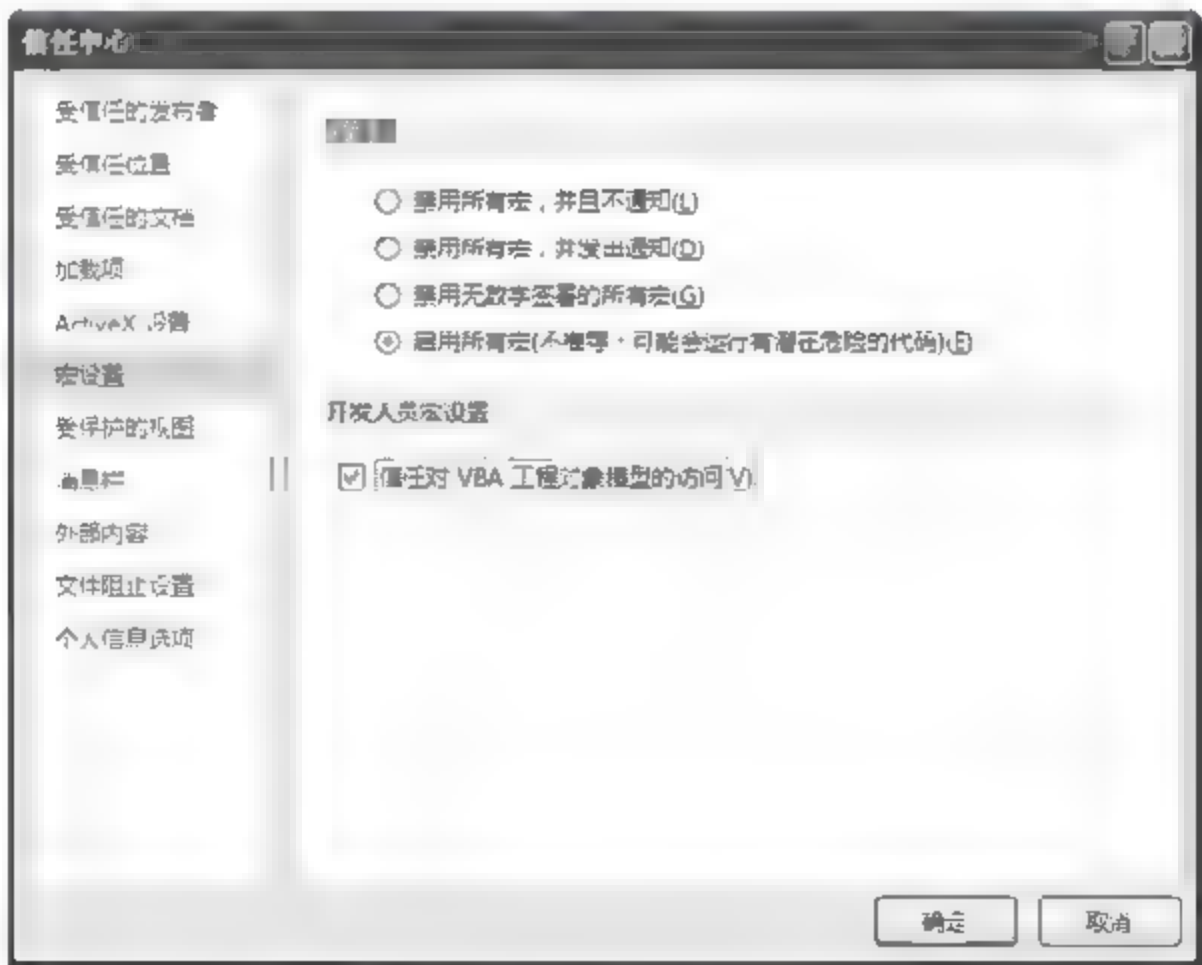 信任中心
受信任的发布者
受信任位置
受信任的文档
加载项
ActiveX 设置
宏设置
受保护的视图
消息栏
外部内容
文件阻止设置
个人信息选项
禁用所有宏，并且不通知(L)
禁用所有宏，并发出通知(D)
禁用无数字签署的所有宏(G)
启用所有宏(不推荐，可能会运行有潜在危险的代码)(E)
开发人员宏设置
信任对 VBA 工程对象模型的访问(V)
确定
取消